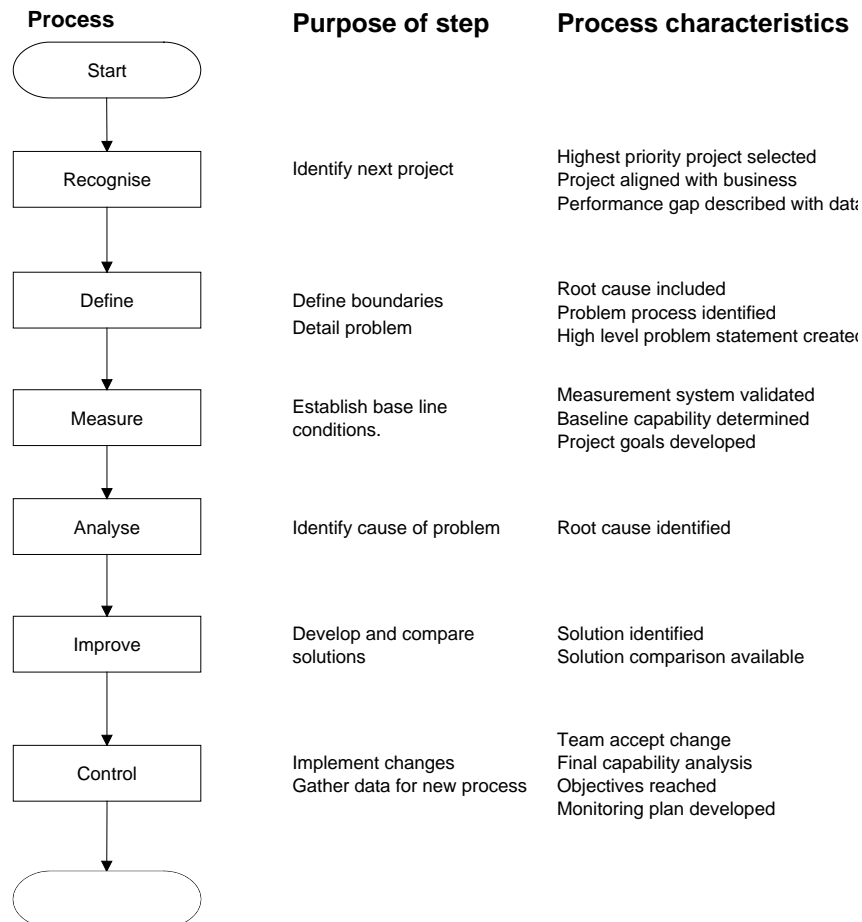 Process Purpose of step Process characteristics
Start
Recognise
Identify next project
Highest priority project selected
Project aligned with business
Performance gap described with data
Define
Define boundaries
Detail problem
Root cause included
Problem process identified
High level problem statement created
Measure
Establish base line
conditions.
Measurement system validated
Baseline capability determined
Project goals developed
Analyse
Identify cause of problem
Root cause identified
Improve
Develop and compare
solutions
Solution identified
Solution comparison available
Control
Implement changes
Gather data for new process
Team accept change
Final capability analysis
Objectives reached
Monitoring plan developed